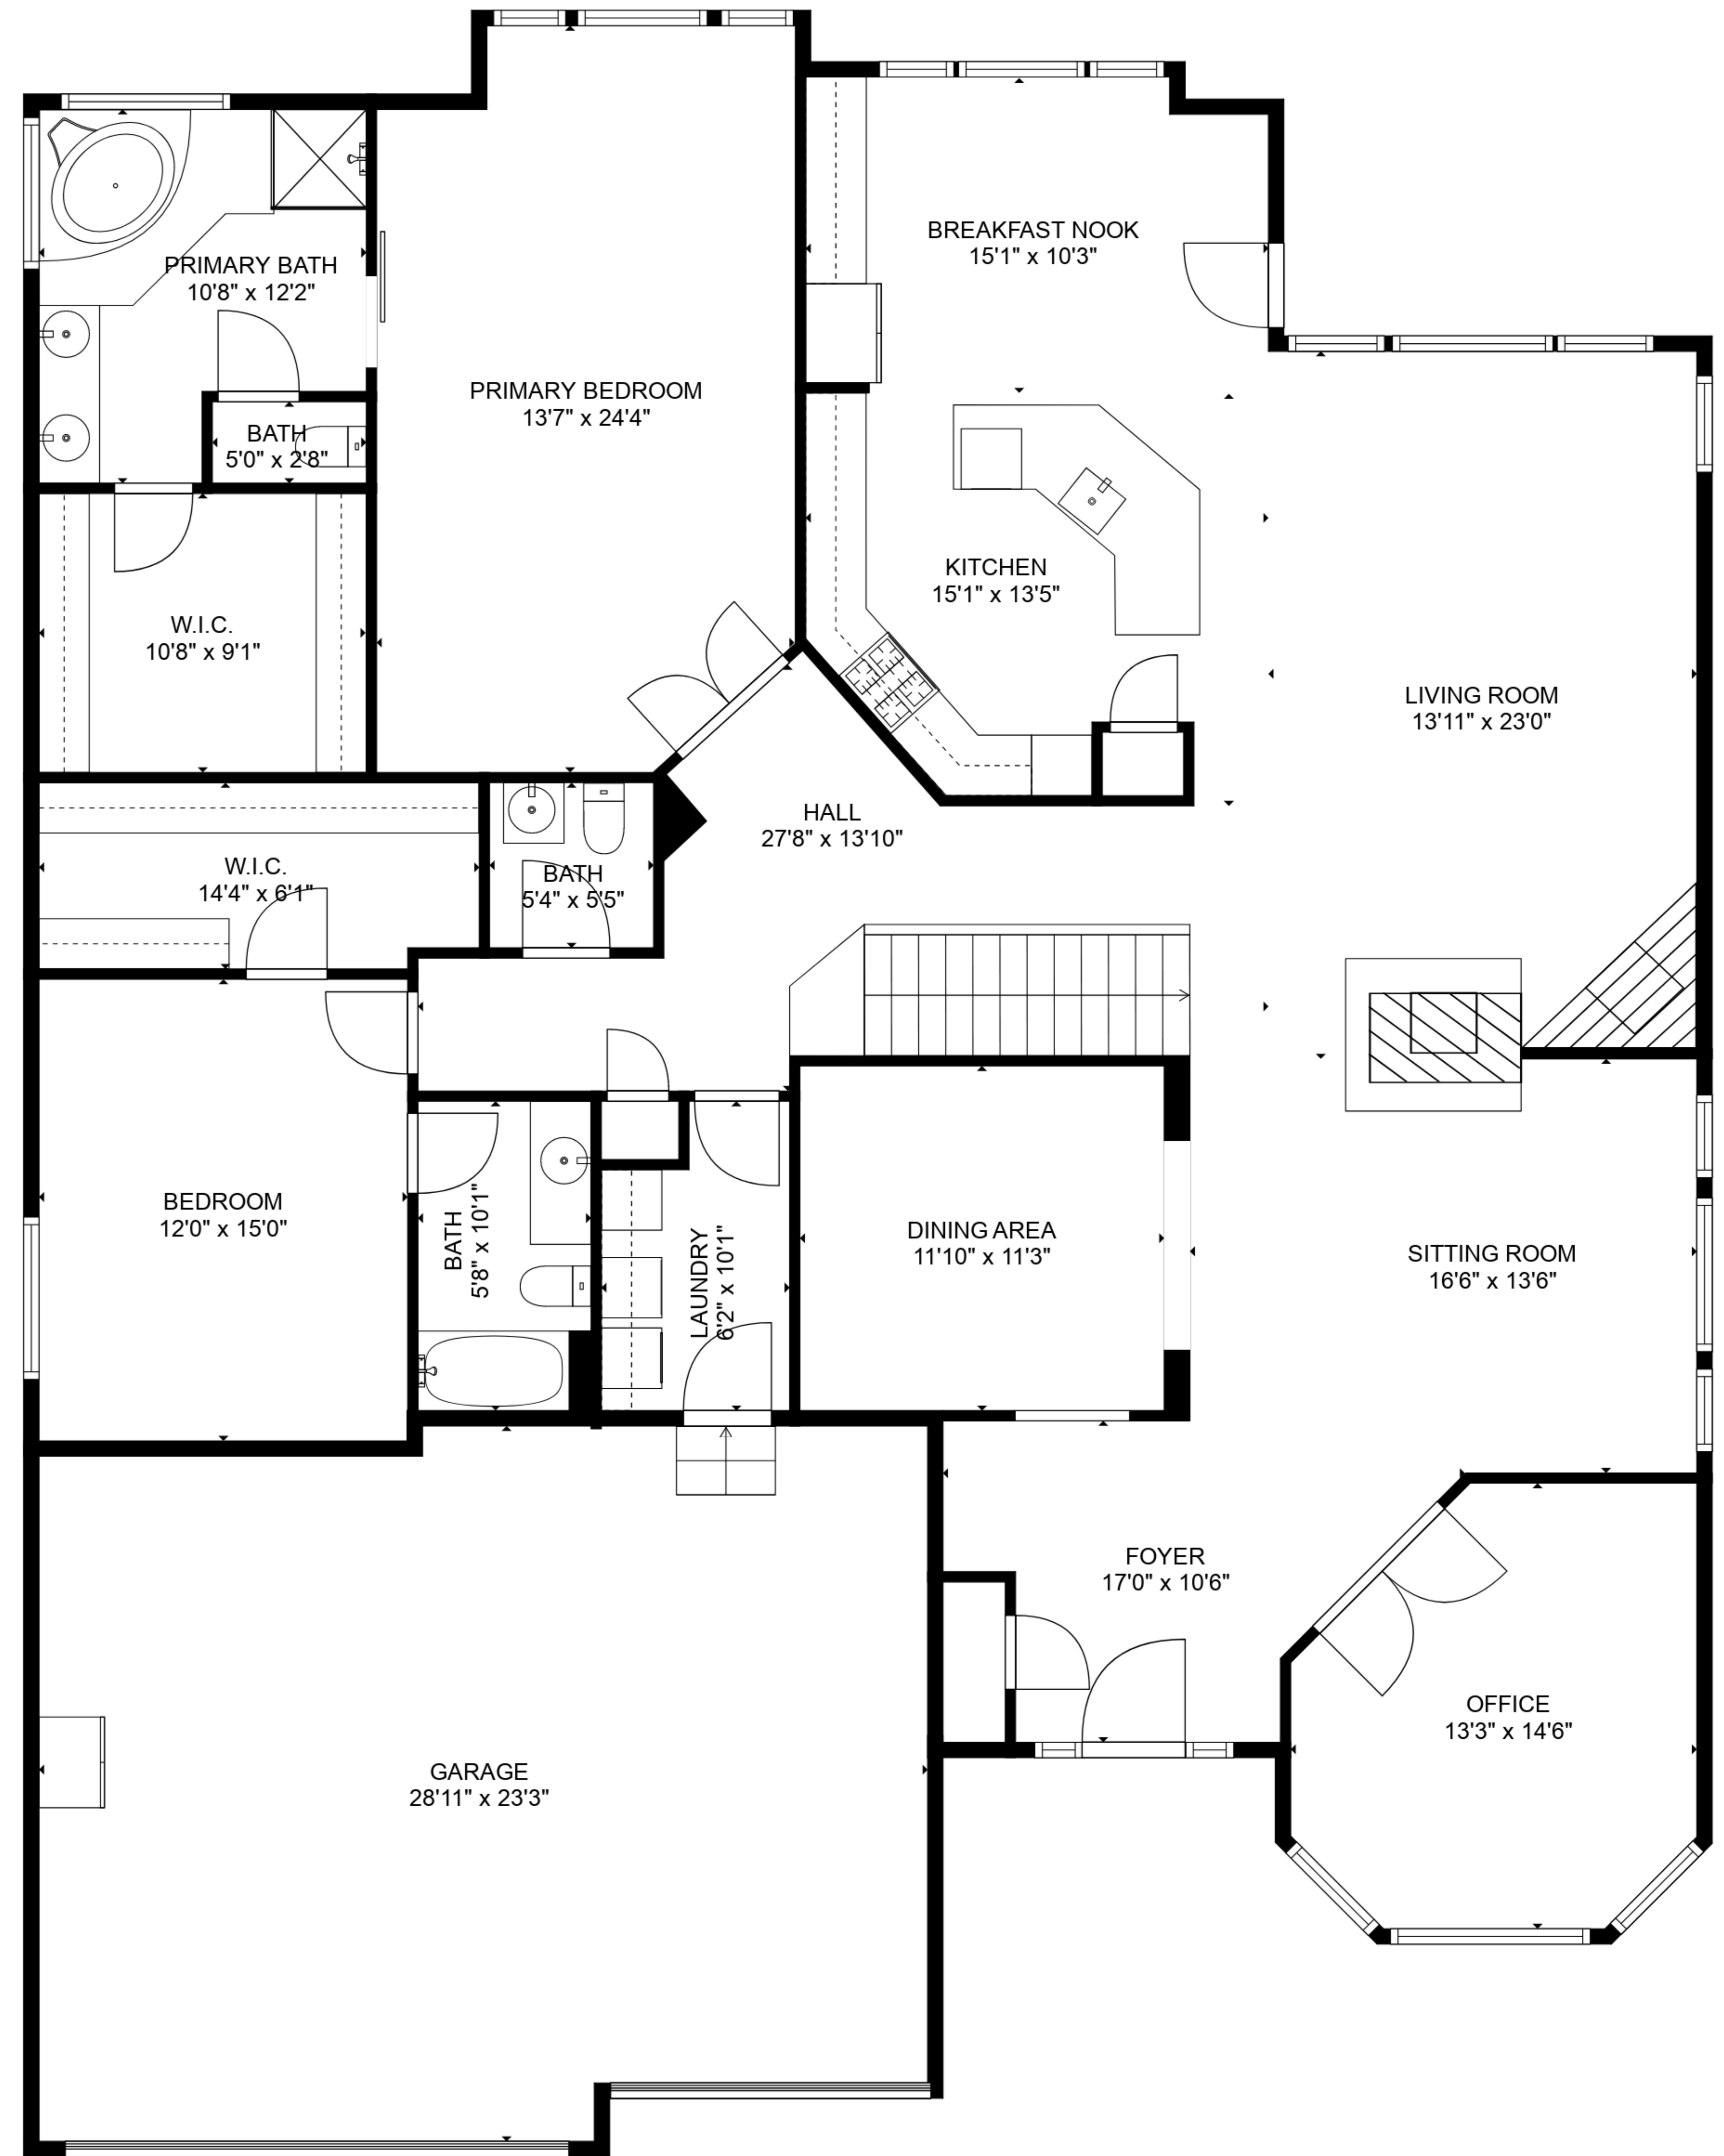 BREAKFAST NOOK
15'1" x 10'3"
PRIMARY BATH
10'8" x 12'2"
PRIMARY BEDROOM
13'7" x 24'4"
BATH
5'0" x 2'8"
KITCHEN
15'1" x 13'5"
W.I.C.
10'8" x 9'1"
LIVING ROOM
13'11" x 23'0"
HALL
27'8" x 13'10"
W.I.C.
14'4" x 6'1"
BATH
5'4" x 5'5"
BEDROOM
12'0" x 15'0"
BATH
5'8" x 10'1"
LAUNDRY
6'2" x 10'1"
DINING AREA
11'10" x 11'3"
SITTING ROOM
16'6" x 13'6"
FOYER
17'0" x 10'6"
OFFICE
13'3" x 14'6"
GARAGE
28'11" x 23'3"